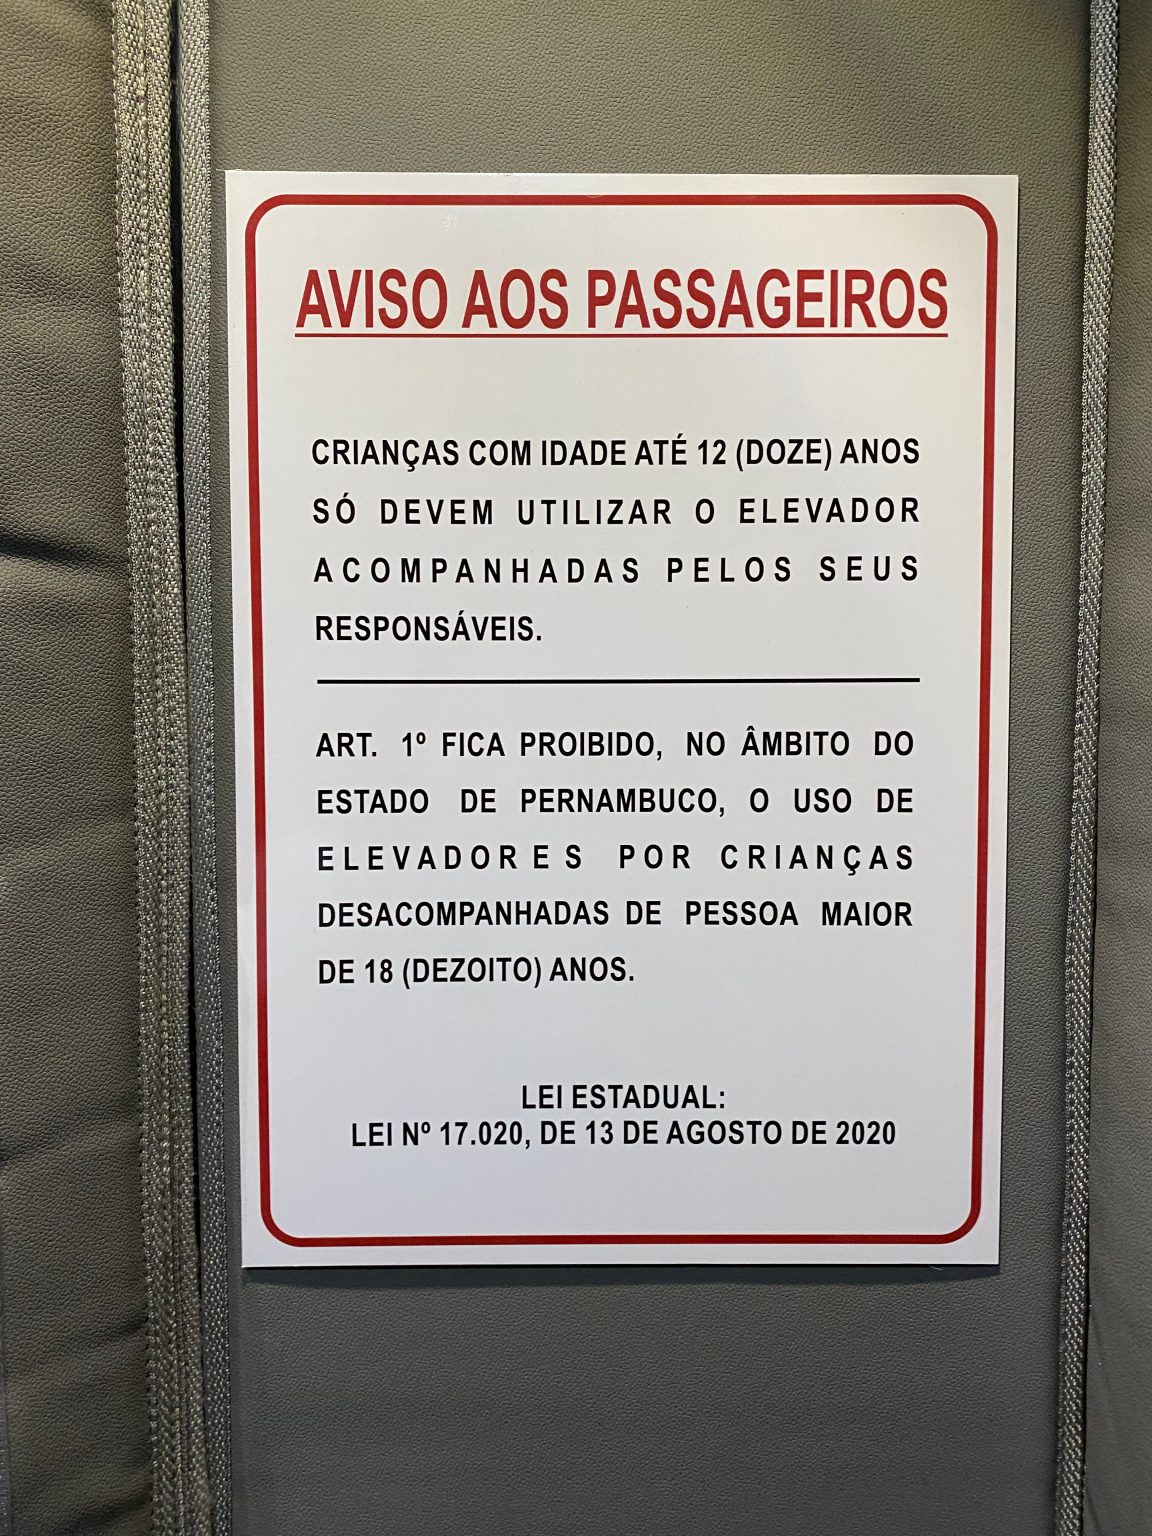 AVISO AOS PASSAGEIROS
CRIANÇAS COM IDADE ATÉ 12 (DOZE) ANOS
SÓ DEVEM UTILIZAR O ELEVADOR
ACOMPANHADAS PELOS SEUS
RESPONSÁVEIS.
ART. 1º FICA PROIBIDO, NO ÂMBITO DO
ESTADO DE PERNAMBUCO, O USO DE
ELEVADORES POR CRIANÇAS
DESACOMPANHADAS DE PESSOA MAIOR
DE 18 (DEZOITO) ANOS.
LEI ESTADUAL:
LEI Nº 17.020, DE 13 DE AGOSTO DE 2020